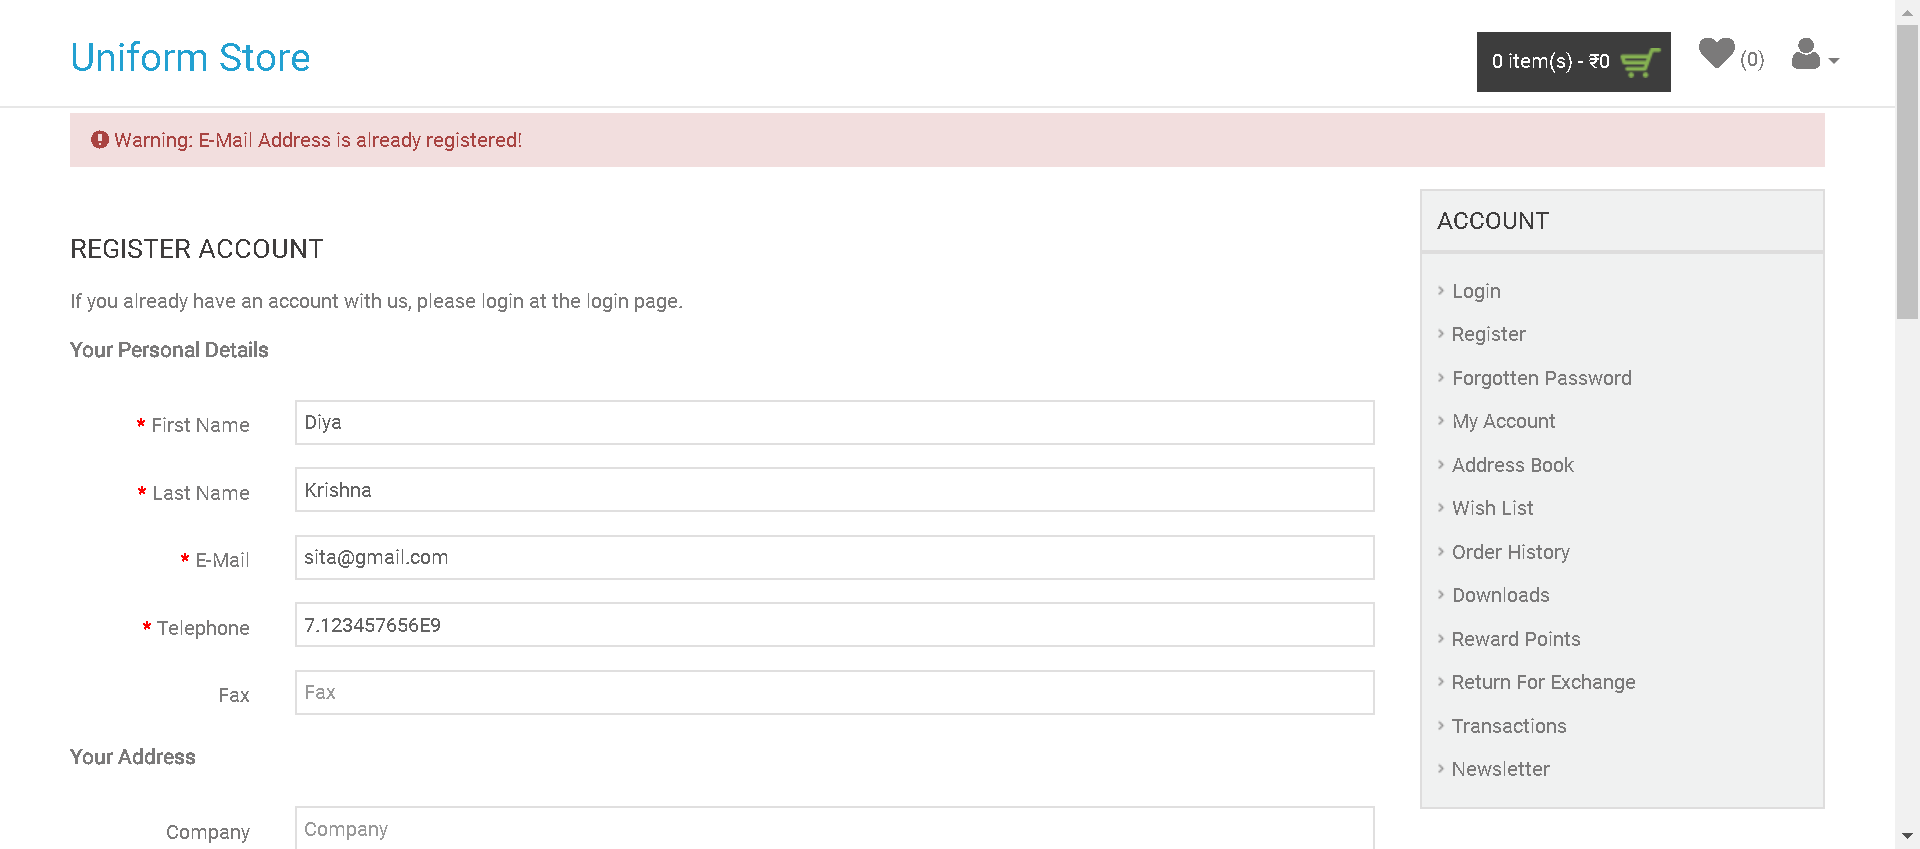 Uniform Store
0 item(s) - ₹0
(0)
Warning: E-Mail Address is already registered!
REGISTER ACCOUNT
If you already have an account with us, please login at the login page.
Your Personal Details
* First Name
Diya
* Last Name
Krishna
* E-Mail
sita@gmail.com
* Telephone
7.123457656E9
Fax
Fax
Your Address
Company
Company
ACCOUNT
Login
Register
Forgotten Password
My Account
Address Book
Wish List
Order History
Downloads
Reward Points
Return For Exchange
Transactions
Newsletter